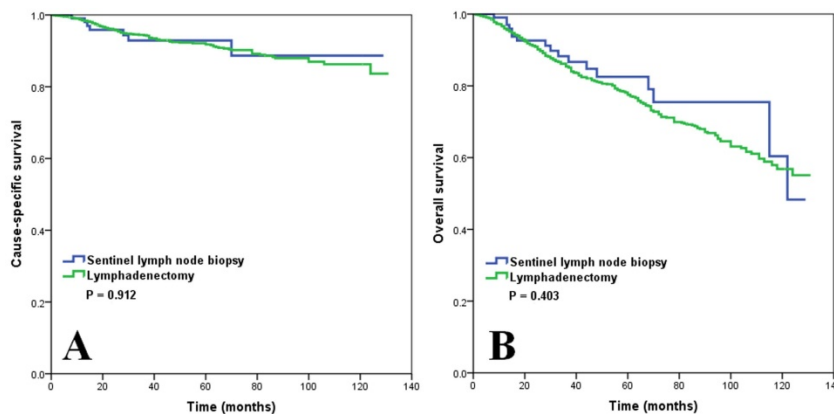 1.0
0.8
0.6
0.4
0.2
0.0
Cause-specific survival
Sentinel lymph node biopsy
Lymphadenectomy
P = 0.912
A
0 20 40 60 80 100 120 140
Time (months)
1.0
0.8
0.6
0.4
0.2
0.0
Overall survival
Sentinel lymph node biopsy
Lymphadenectomy
P = 0.403
B
0 20 40 60 80 100 120 140
Time (months)